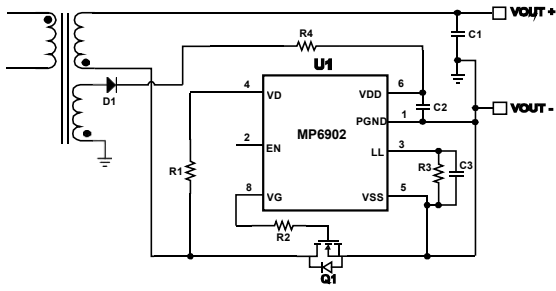 VOUT +
R4
C1
U1
D1
4
VD
6
VDD
C2
VOUT -
1
PGND
MP6902
2
EN
3
LL
R1
R3
C3
8
VG
5
VSS
R2
Q1